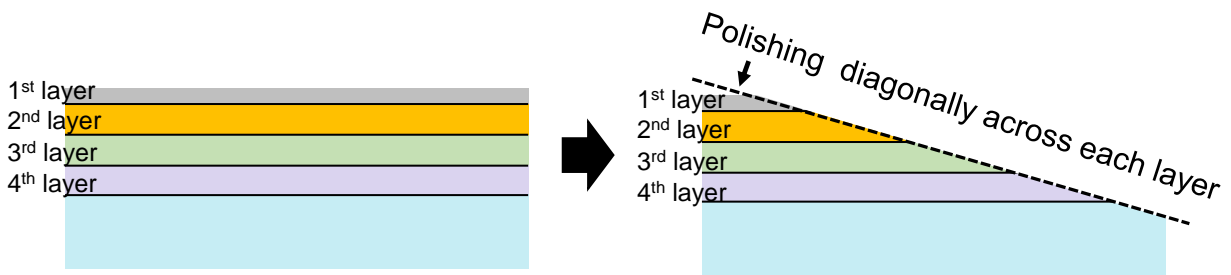 1st layer
2nd layer
3rd layer
4th layer
Polishing diagonally across each layer
1st layer
2nd layer
3rd layer
4th layer